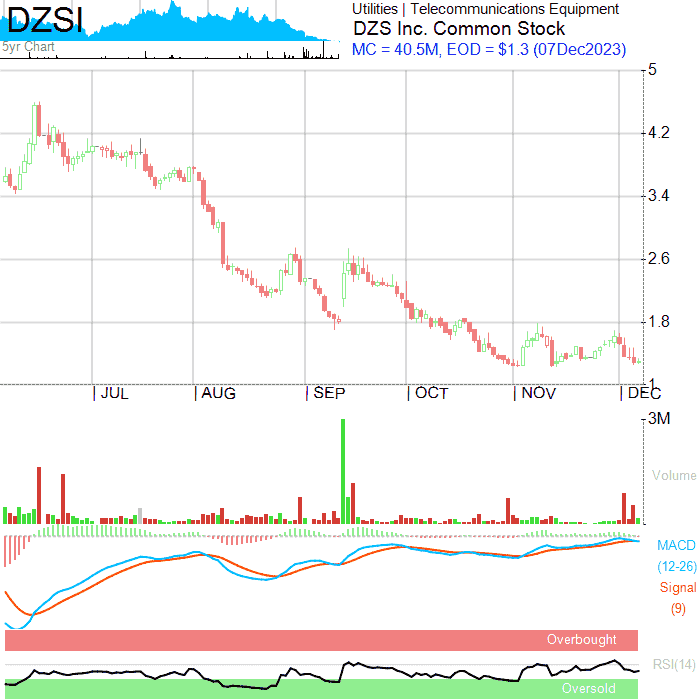 DZSI
5yr Chart
Utilities | Telecommunications Equipment
DZS Inc. Common Stock
MC = 40.5M, EOD = $1.3 (07Dec2023)
5
4.2
3.4
2.6
1.8
1
JUL AUG SEP OCT NOV DEC
3M
Volume
MACD
(12-26)
Signal
(9)
Overbought
RSI(14)
Oversold